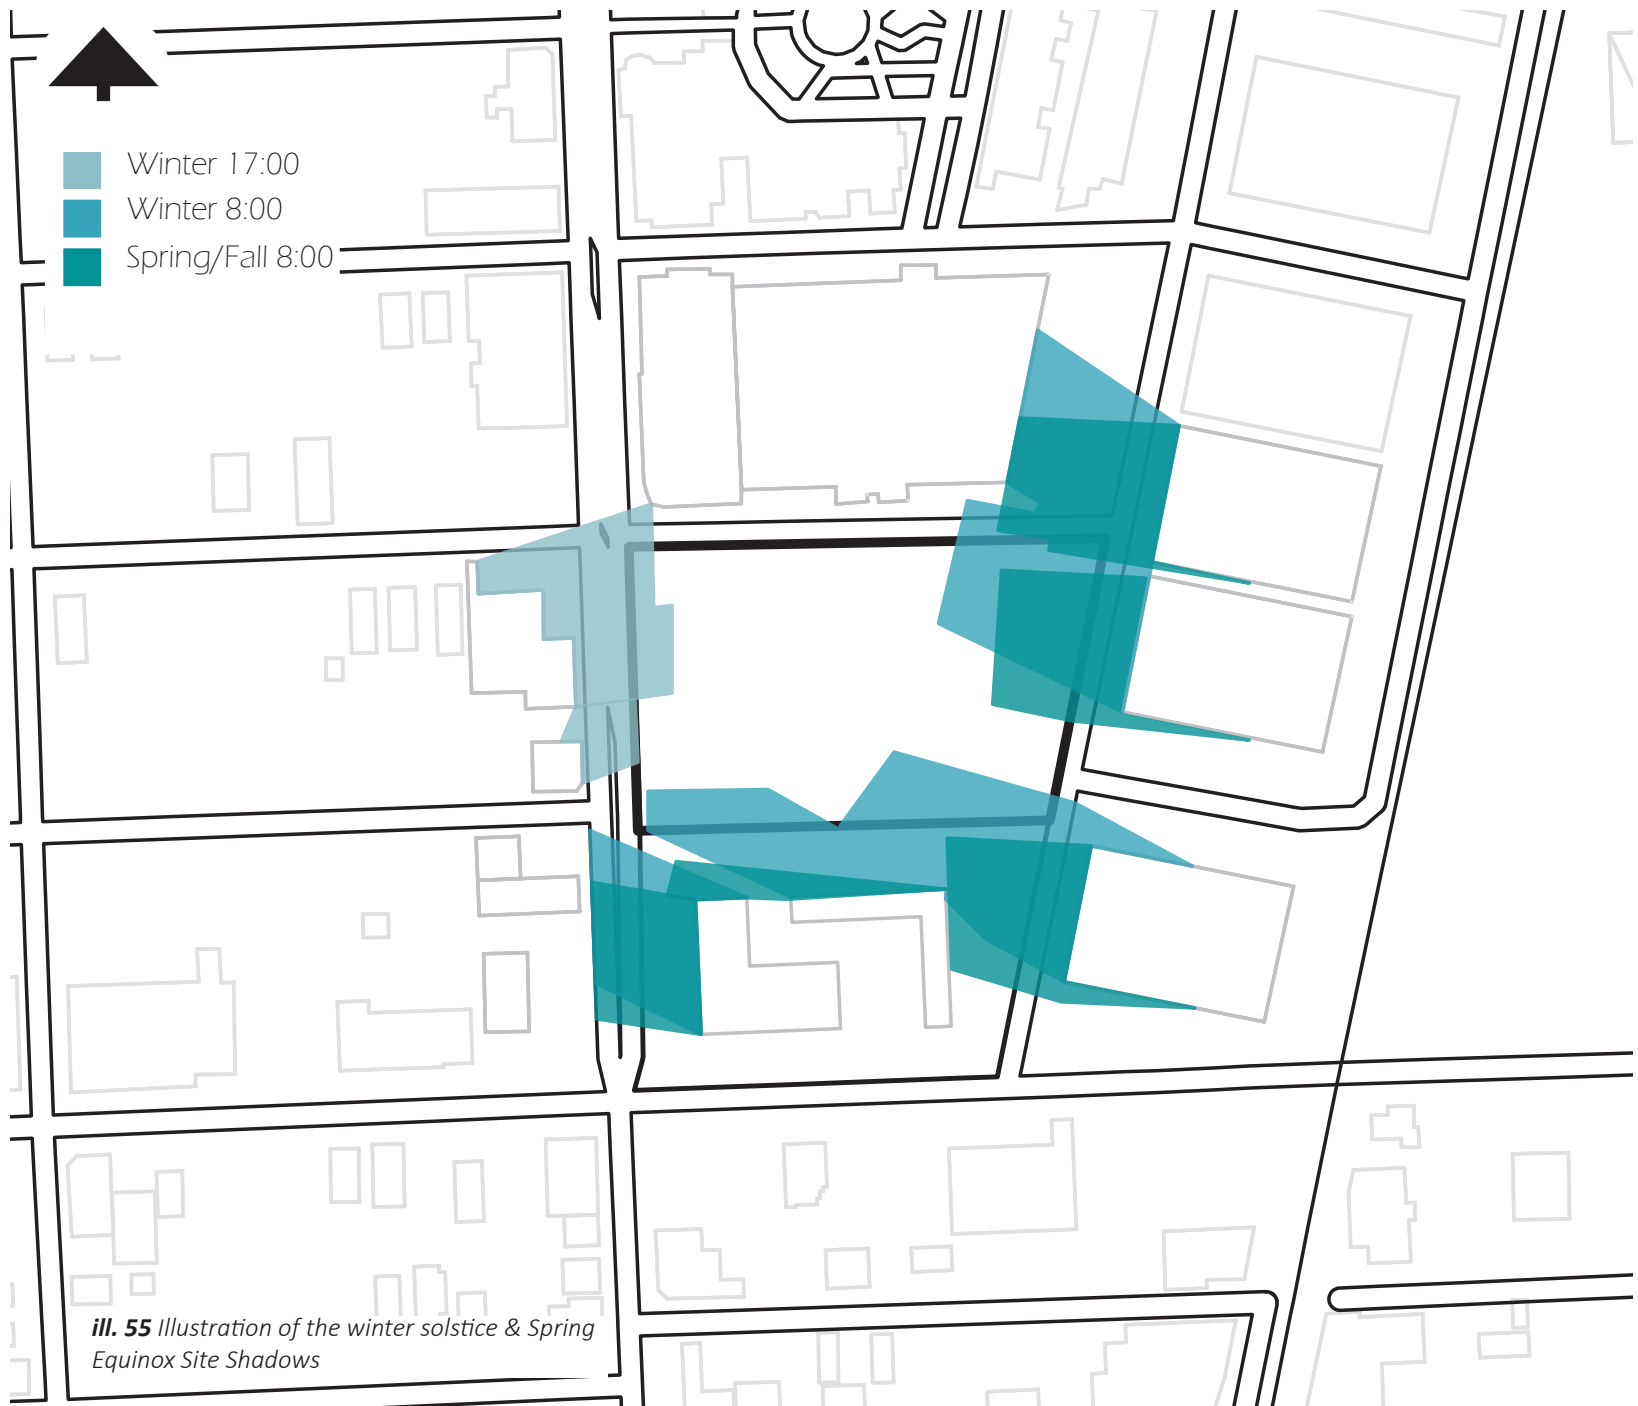 Winter 17:00
Winter 8:00
Spring/Fall 8:00
ill. 55 Illustration of the winter solstice & Spring
Equinox Site Shadows